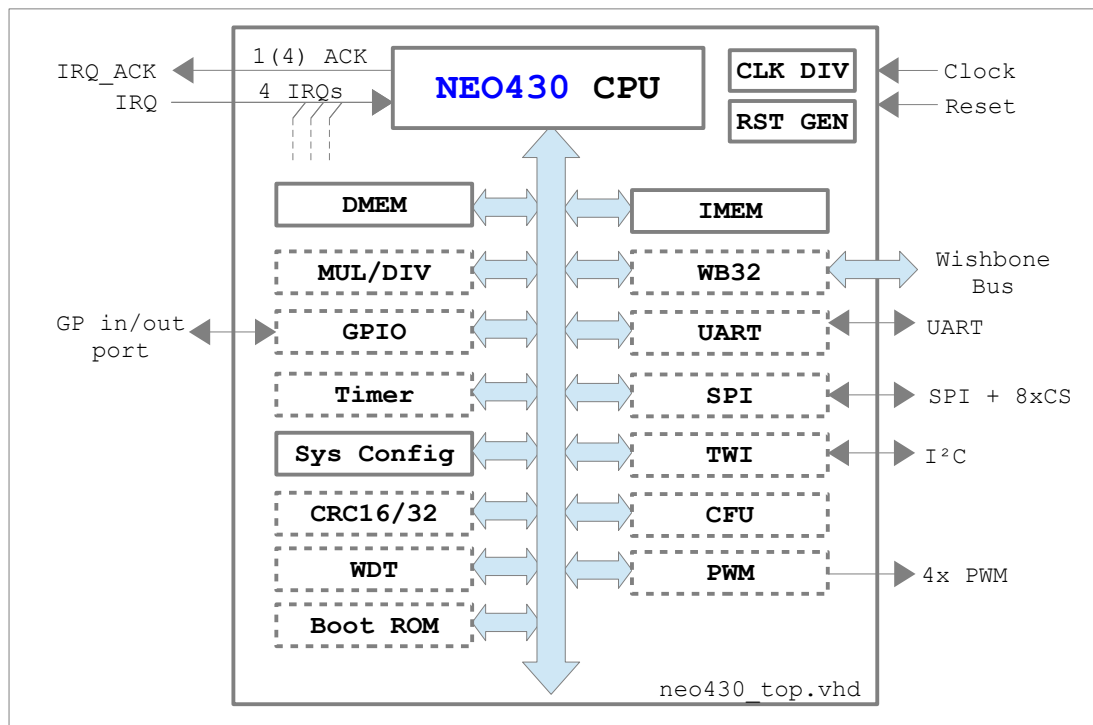 1(4) ACK
IRQ_ACK
IRQ
4 IRQs
NEO430 CPU
CLK DIV
RST GEN
Clock
Reset
DMEM
IMEM
MUL/DIV
WB32
Wishbone
Bus
GP in/out
port
GPIO
UART
UART
Timer
SPI
SPI + 8xCS
Sys Config
TWI
I²C
CRC16/32
CFU
WDT
PWM
4x PWM
Boot ROM
neo430_top.vhd